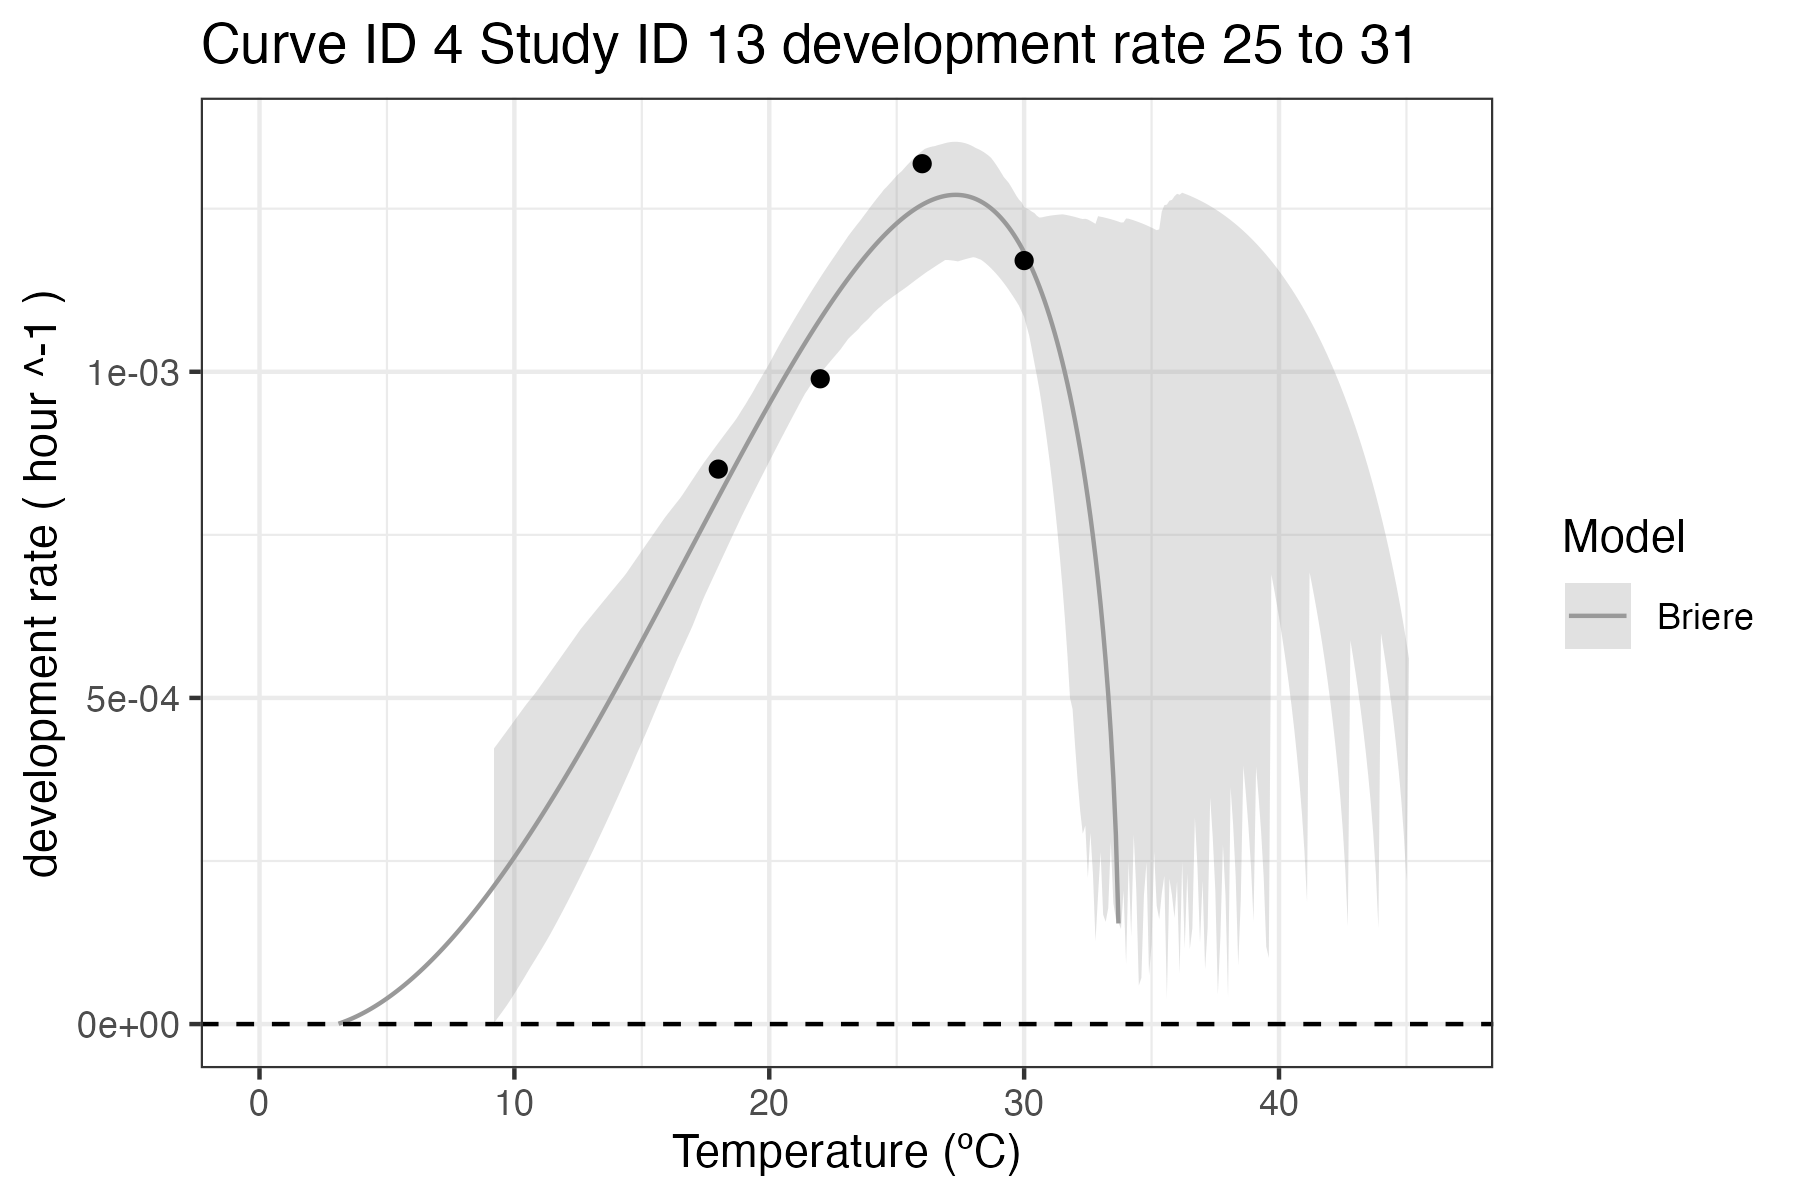 Curve ID 4 Study ID 13 development rate 25 to 31
development rate ( hour ^-1 )
1e-03
5e-04
0e+00
0 10 20 30 40
Temperature (ºC)
Model
Briere